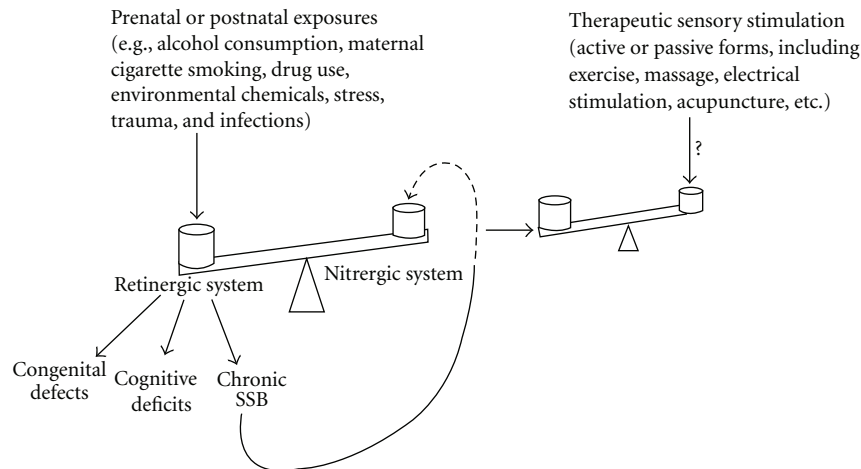 Prenatal or postnatal exposures
(e.g., alcohol consumption, maternal
cigarette smoking, drug use,
environmental chemicals, stress,
trauma, and infections)
Therapeutic sensory stimulation
(active or passive forms, including
exercise, massage, electrical
stimulation, acupuncture, etc.)
?
Retinergic system
Nitrergic system
Congenital
defects
Cognitive
deficits
Chronic
SSB